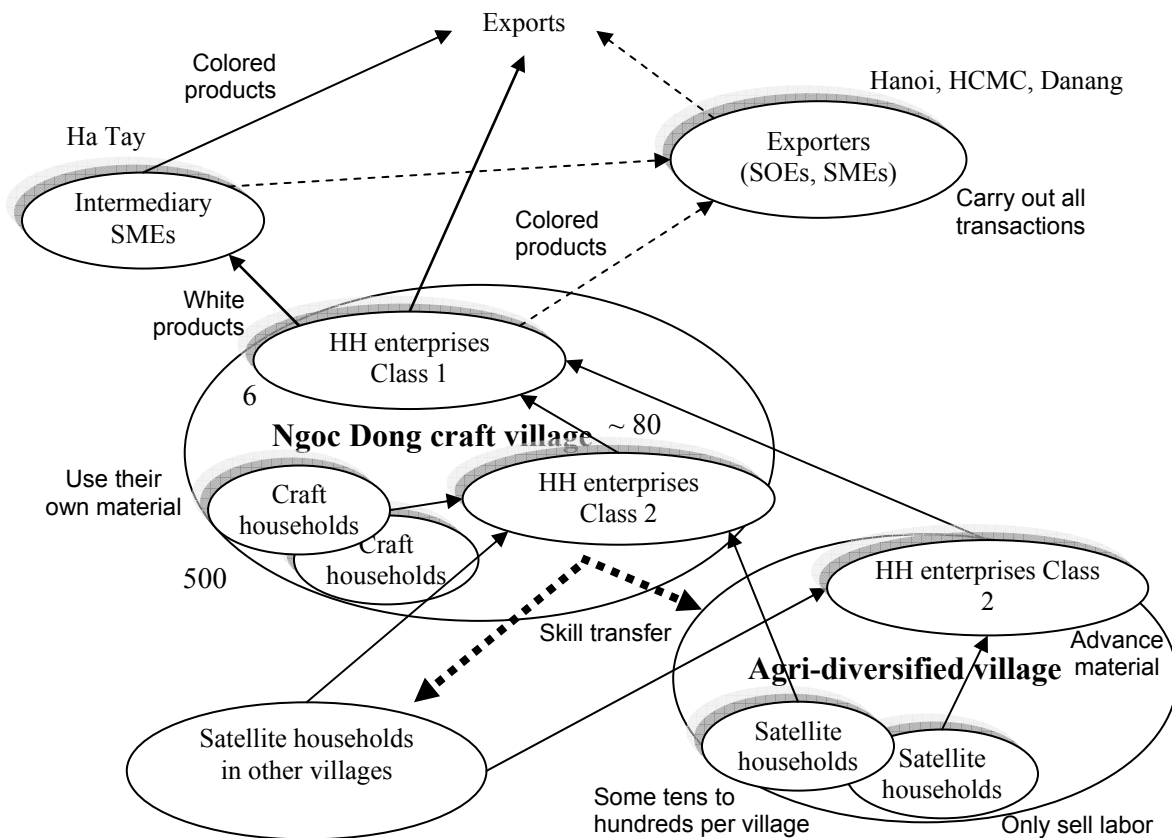 Exports
Colored
products
Hanoi, HCMC, Danang
Ha Tay
Exporters
(SOEs, SMEs)
Intermediary
SMEs
Carry out all
transactions
Colored
products
White
products
HH enterprises
Class 1
6
Ngoc Dong craft village
~ 80
Use their
own material
Craft
households
HH enterprises
Class 2
Craft
households
500
HH enterprises Class
2
Skill transfer
Advance
material
Agri-diversified village
Satellite households
in other villages
Satellite
households
Satellite
households
Some tens to
hundreds per village
Only sell labor